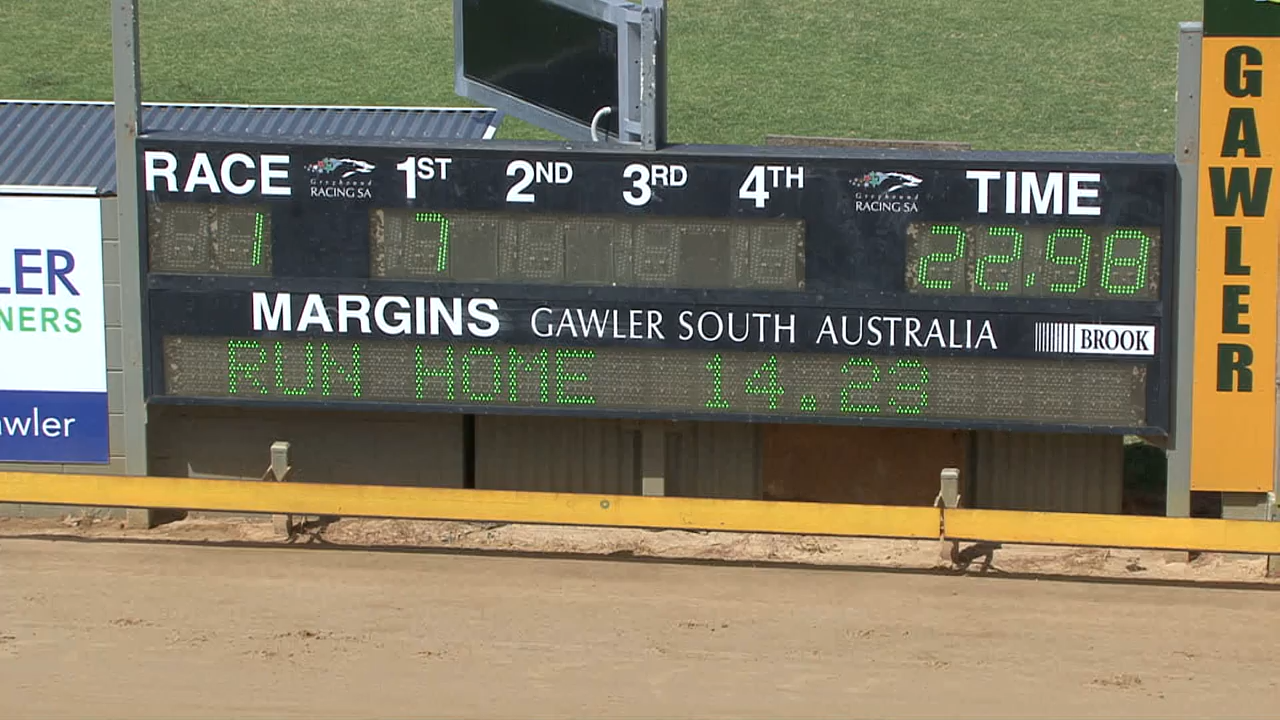 RACE Greyhound RACING SA 1ST 2ND 3RD 4TH Greyhound RACING SA TIME
1 7 22.98
MARGINS GAWLER SOUTH AUSTRALIA BROOK
RUN HOME 14.23
GAWLER
LER
NERS
awler